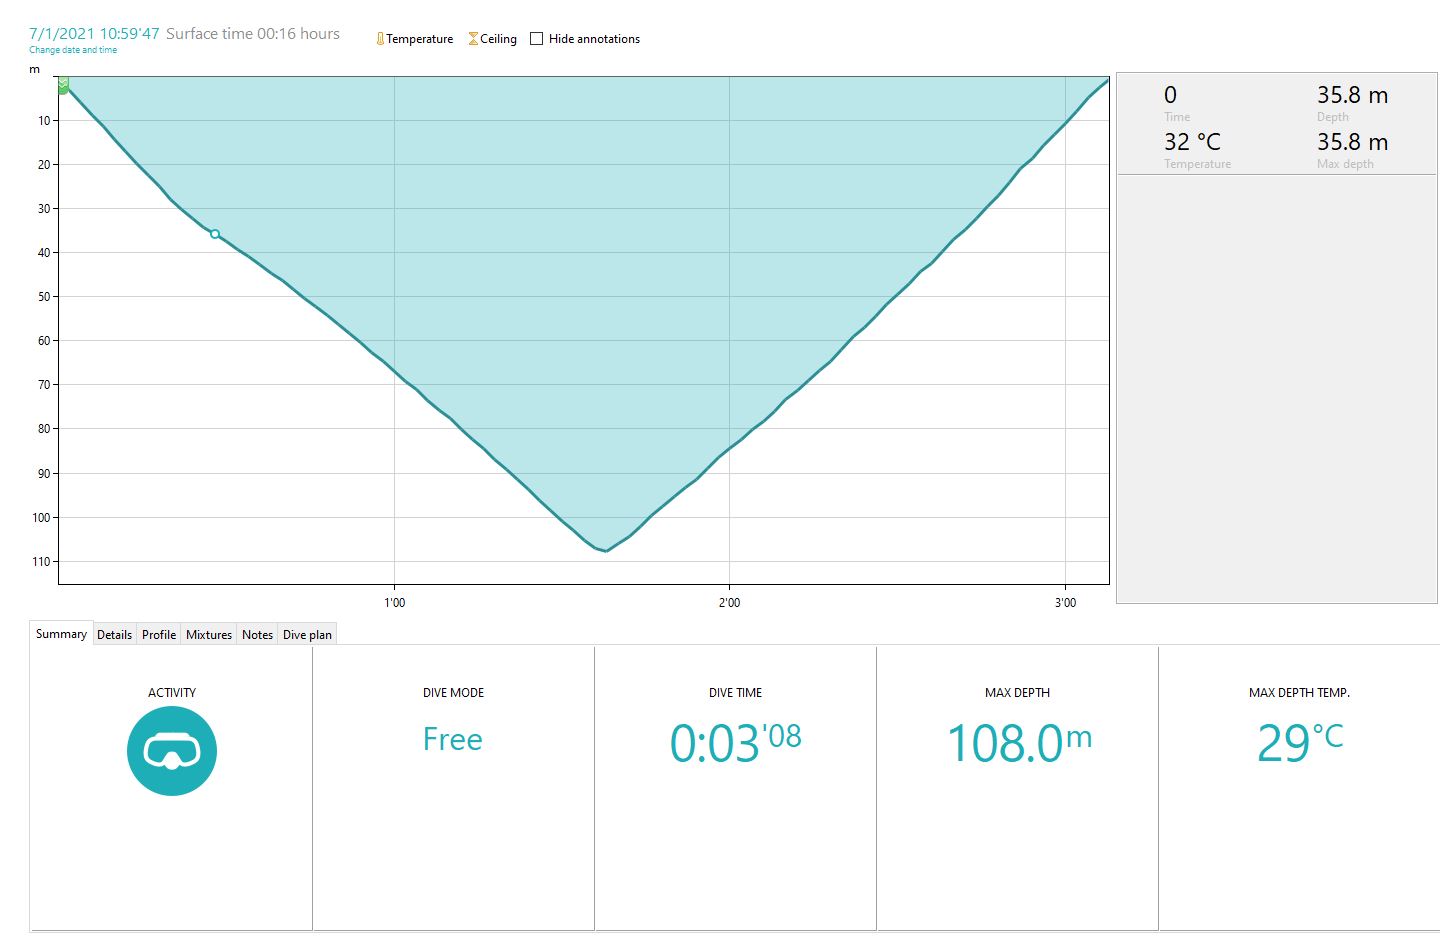 7/1/2021 10:59'47 Surface time 00:16 hours
Change date and time
Temperature Ceiling Hide annotations
m
10
20
30
40
50
60
70
80
90
100
110
1'00 2'00 3'00
0 35.8 m
Time Depth
32 °C 35.8 m
Temperature Max depth
Summary Details Profile Mixtures Notes Dive plan
ACTIVITY DIVE MODE DIVE TIME MAX DEPTH MAX DEPTH TEMP.
Free 0:03'08 108.0m 29°C